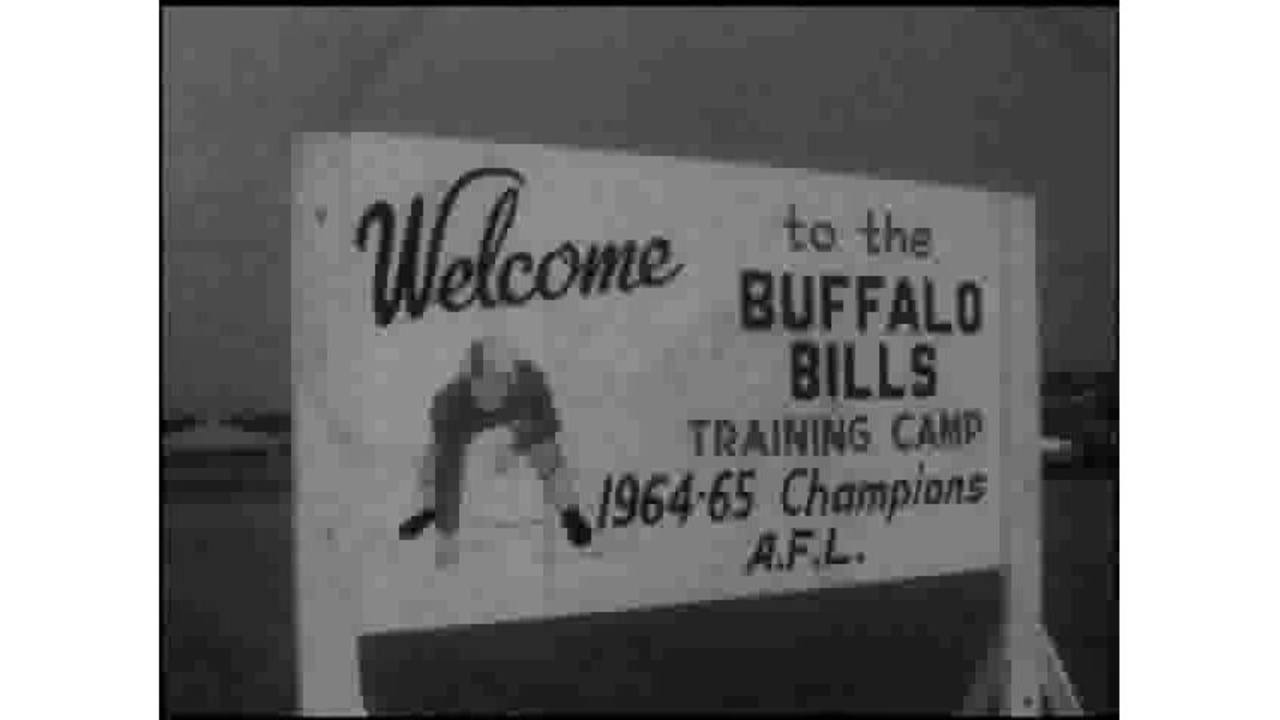 Welcome
to the
BUFFALO
BILLS
TRAINING CAMP
1964-65 Champions
A.F.L.